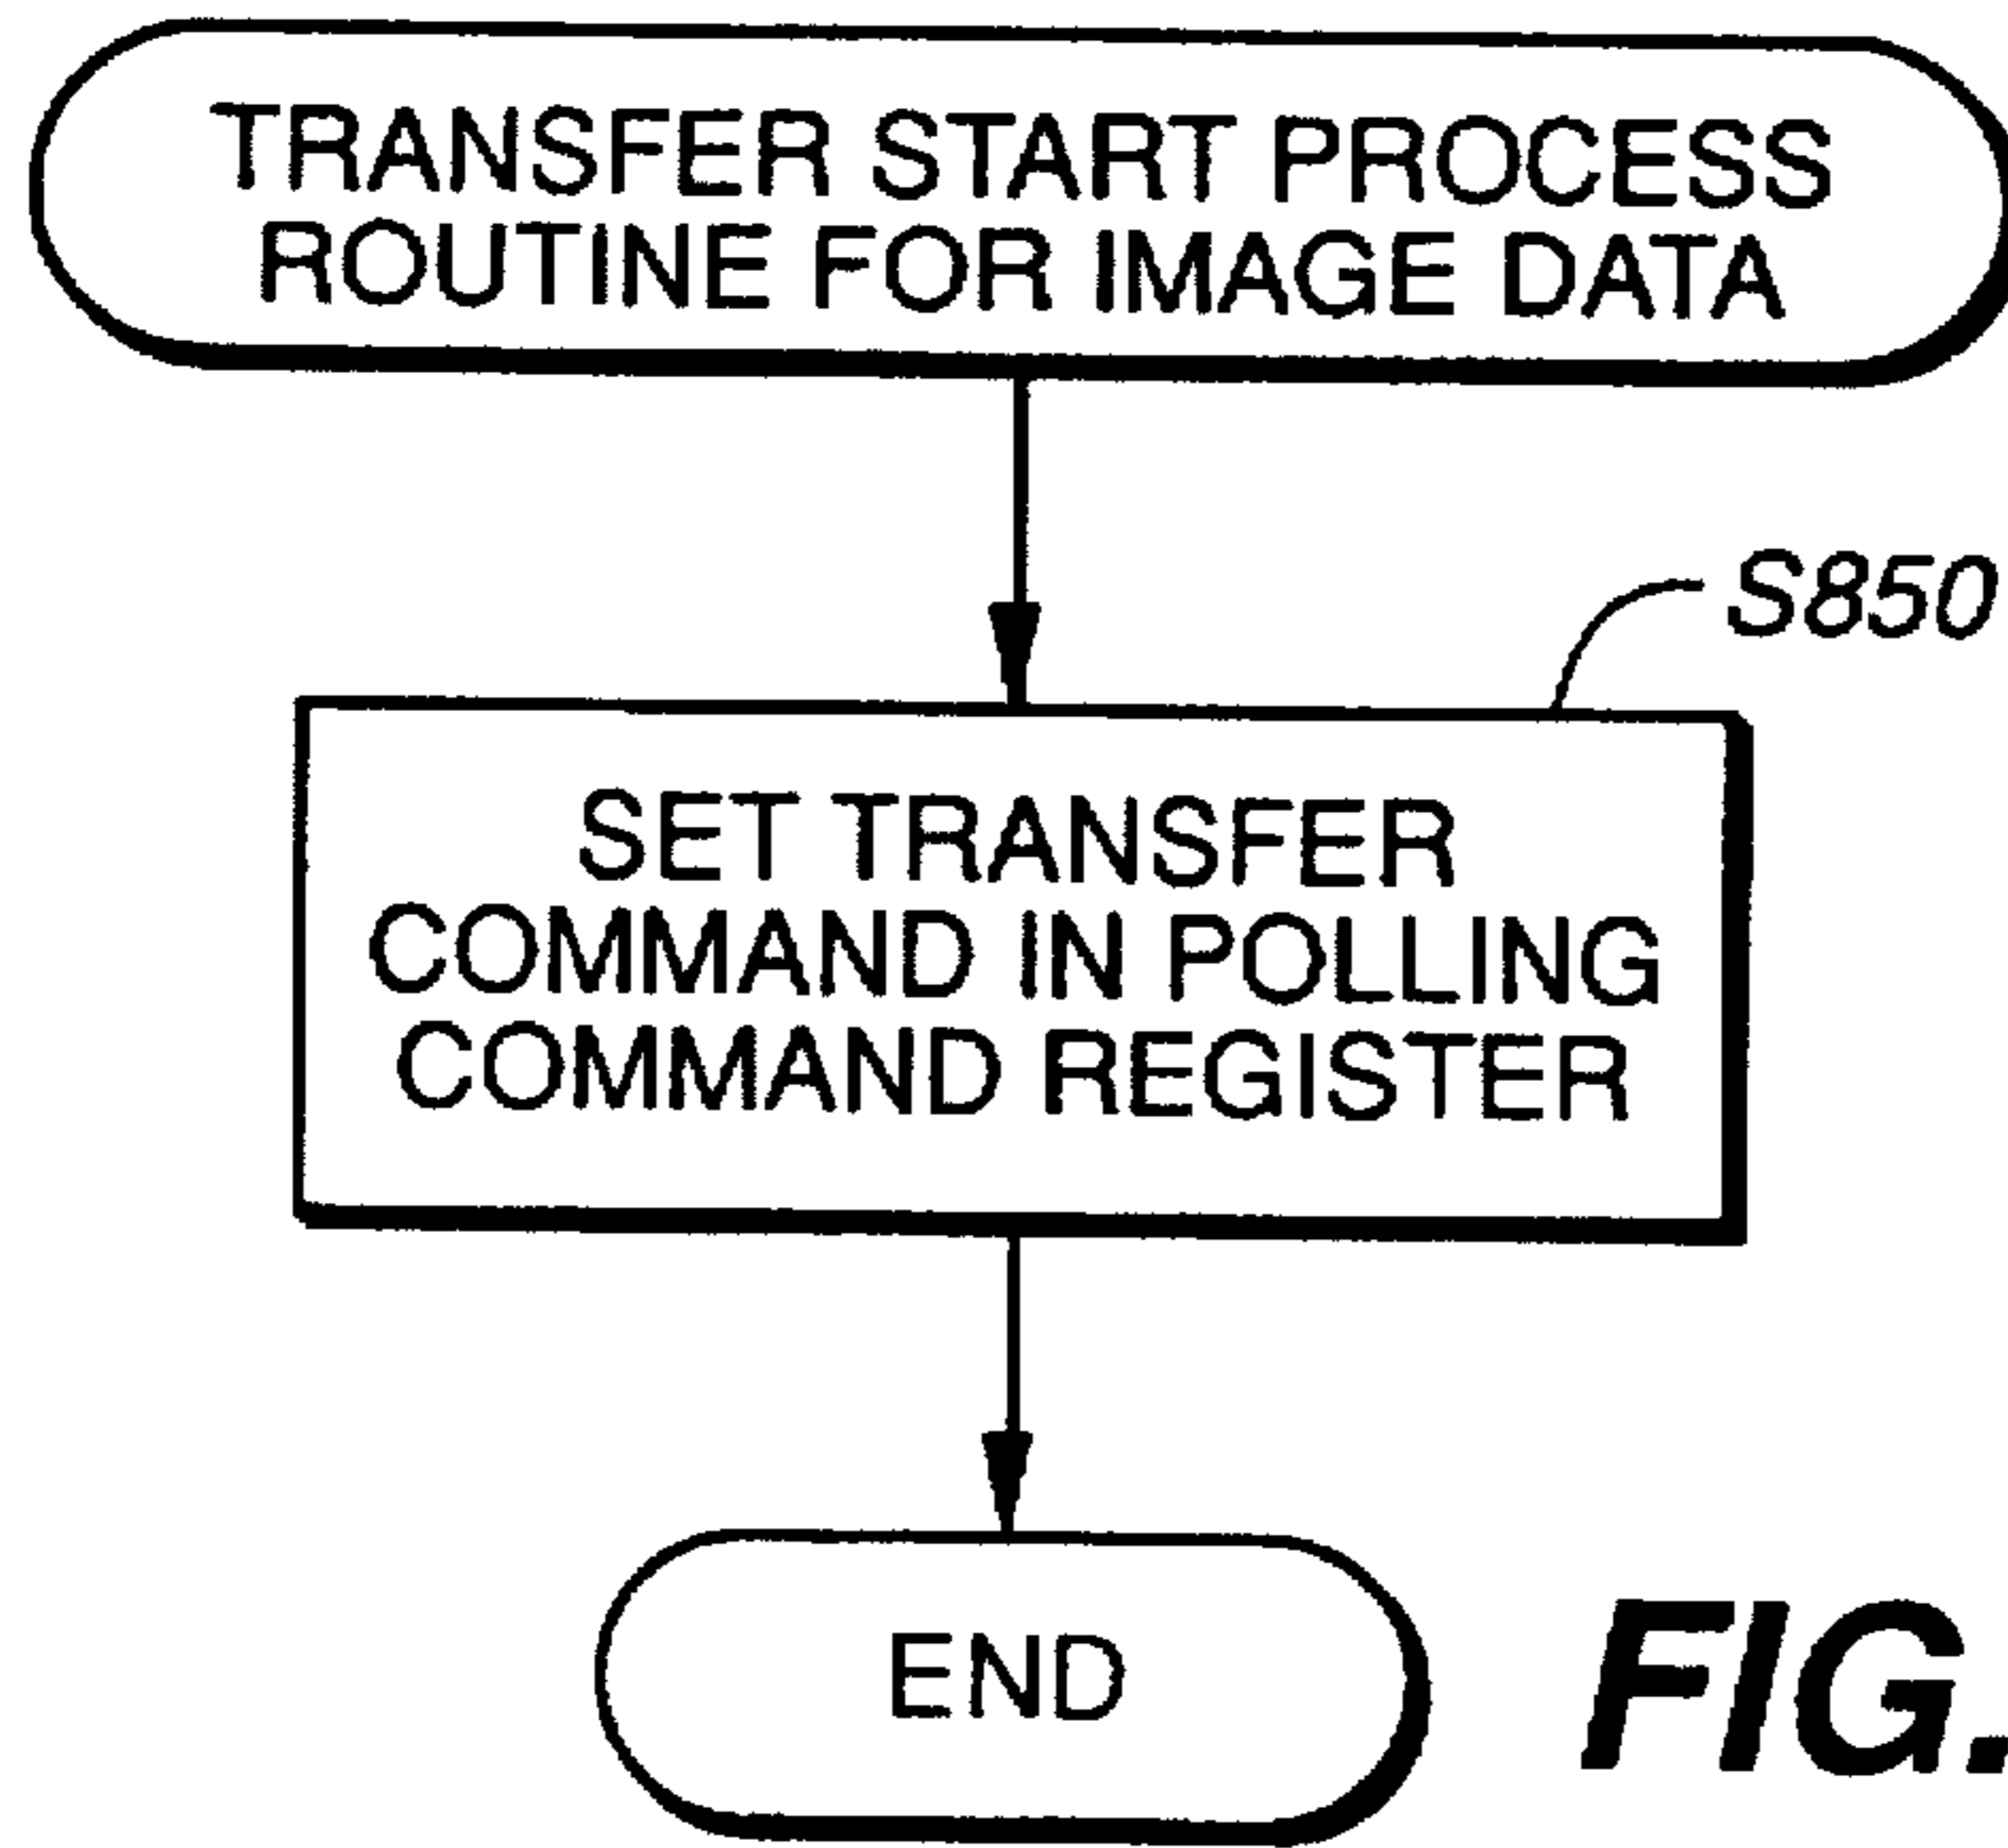 TRANSFER START PROCESS
ROUTINE FOR IMAGE DATA
S850
SET TRANSFER
COMMAND IN POLLING
COMMAND REGISTER
END
FIG.